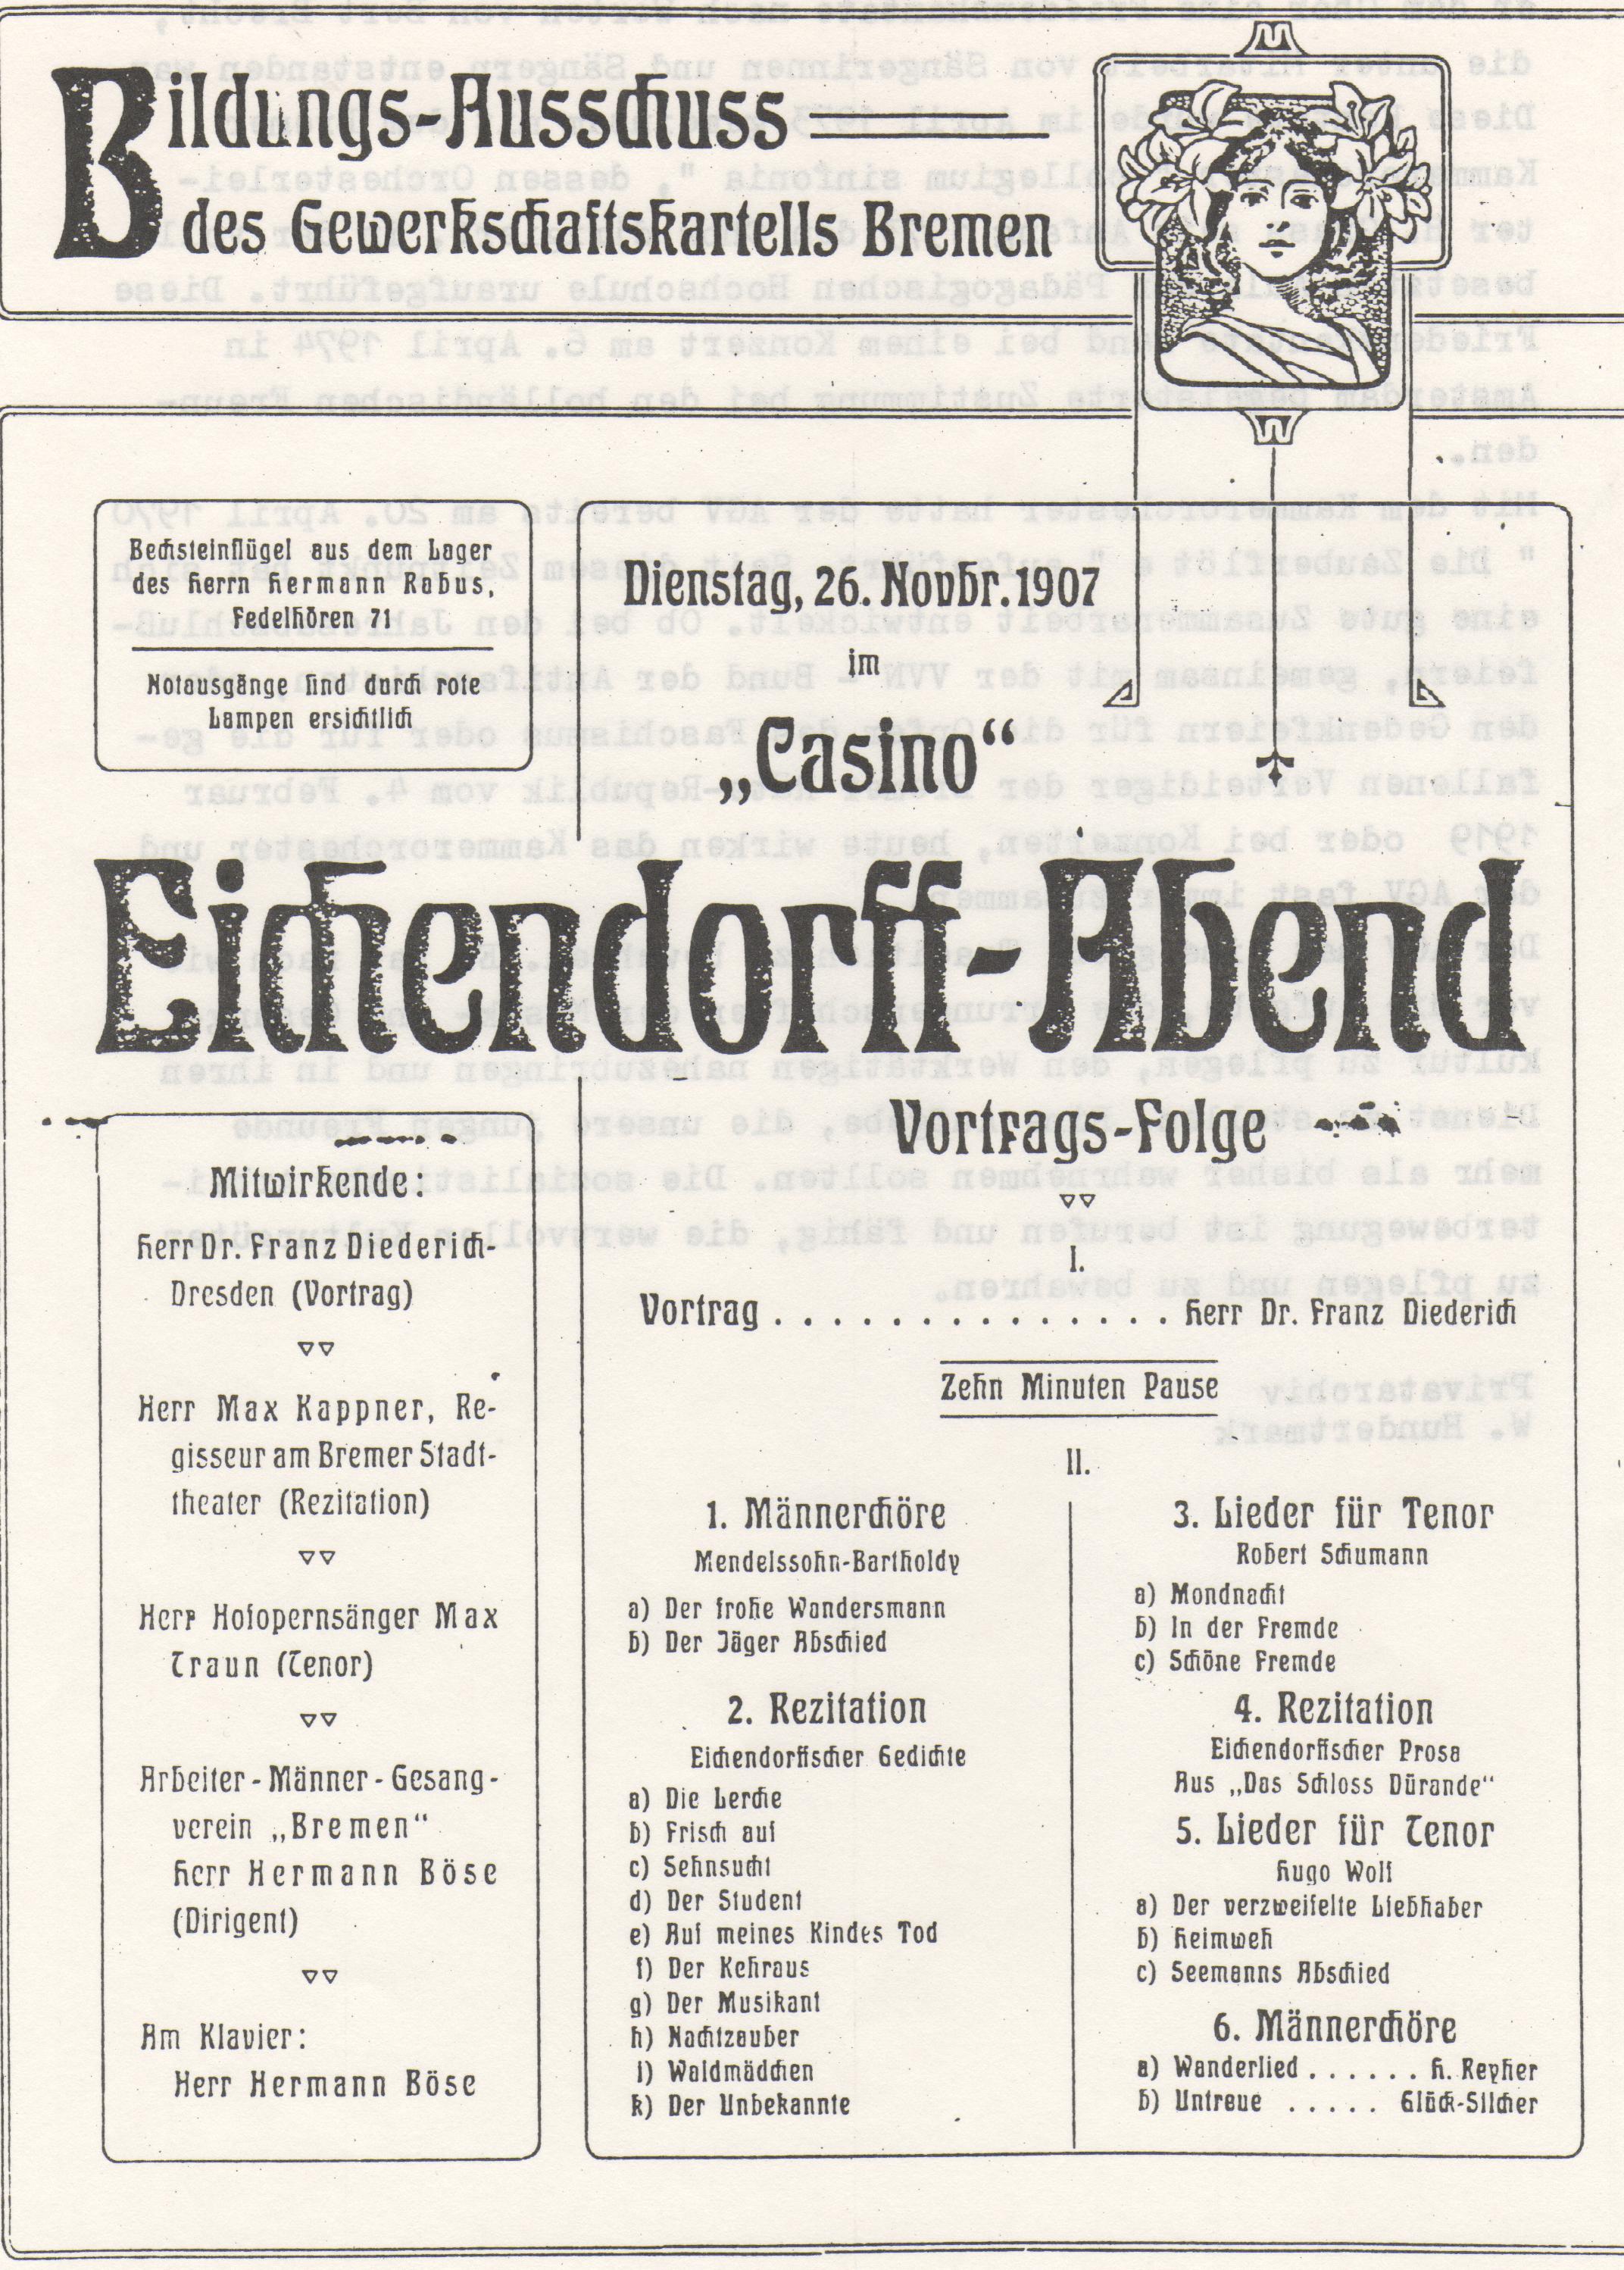 Bildungs-Ausschuss
des Gewerkschaftskartells Bremen
Bechsteinflügel aus dem Lager
des Herrn Hermann Rabus,
Fedelhören 71
Notausgänge sind durch rote
Lampen ersichtlich
Dienstag, 26. Novbr. 1907
im
„Casino“
Eichendorff-Abend
Mitwirkende:
Herr Dr. Franz Diederich-
Dresden (Vortrag)
Herr Max Kappner, Re-
gisseur am Bremer Stadt-
theater (Rezitation)
Herr Hofopernsänger Max
Traun (Tenor)
Arbeiter-Männer-Gesang-
verein „Bremen“
Herr Hermann Böse
(Dirigent)
Am Klavier:
Herr Hermann Böse
Vortrags-Folge
I.
Vortrag . . . . . . . . . . . . . . Herr Dr. Franz Diederich
Zehn Minuten Pause
II.
1. Männerchöre
Mendelssohn-Bartholdy
a) Der frohe Wandersmann
b) Der Jäger Abschied
2. Rezitation
Eichendorffscher Gedichte
a) Die Lerche
b) Frisch auf
c) Sehnsucht
d) Der Student
e) Auf meines Kindes Tod
f) Der Kehraus
g) Der Musikant
h) Nachtzauber
i) Waldmädchen
k) Der Unbekannte
3. Lieder für Tenor
Robert Schumann
a) Mondnacht
b) In der Fremde
c) Schöne Fremde
4. Rezitation
Eichendorffscher Prosa
Aus „Das Schloss Dürande“
5. Lieder für Tenor
Hugo Wolf
a) Der verzweifelte Liebhaber
b) Heimweh
c) Seemanns Abschied
6. Männerchöre
a) Wanderlied . . . . . . H. Reyher
b) Untreue . . . . . Glück-Silcher